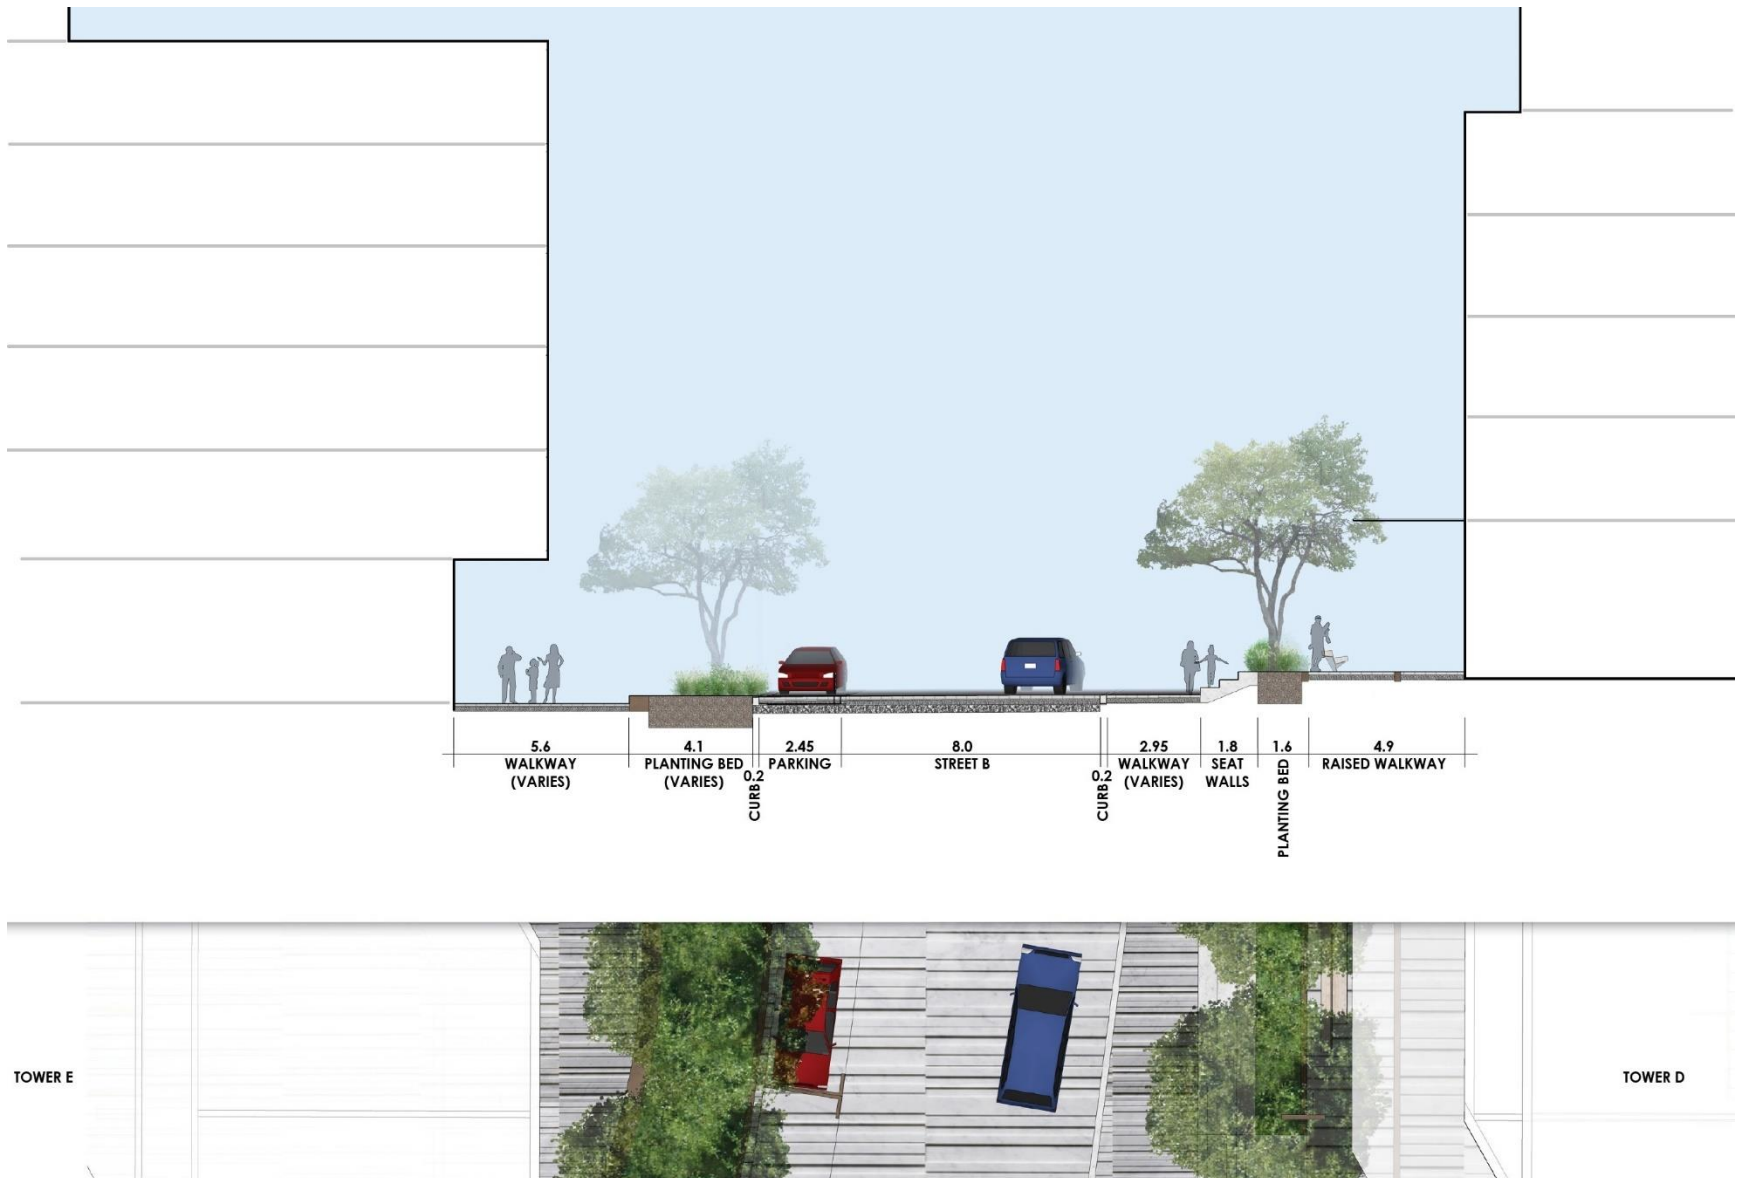 5.6
WALKWAY
(VARIES)
4.1
PLANTING BED
(VARIES)
0.2
CURB
2.45
PARKING
8.0
STREET B
0.2
CURB
2.95
WALKWAY
(VARIES)
1.8
SEAT
WALLS
1.6
PLANTING BED
4.9
RAISED WALKWAY
TOWER E
TOWER D